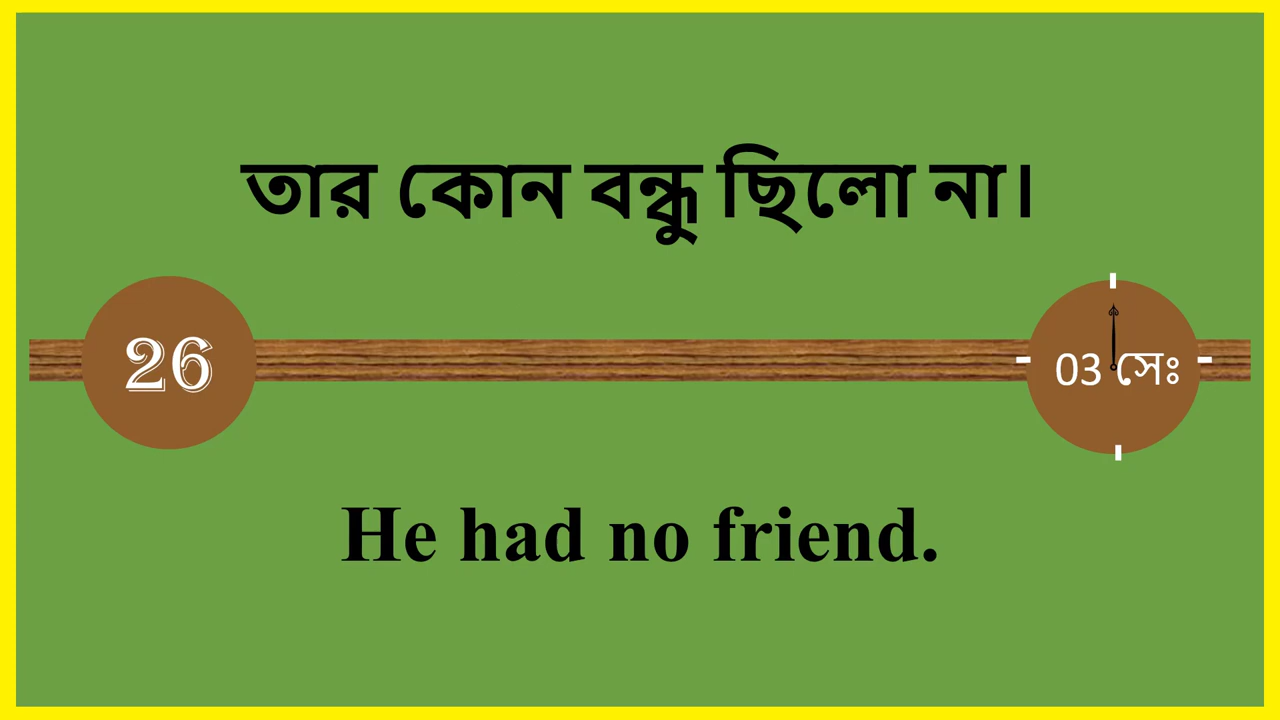 তার কোন বন্ধু ছিলো না।
26
03 সেঃ
He had no friend.